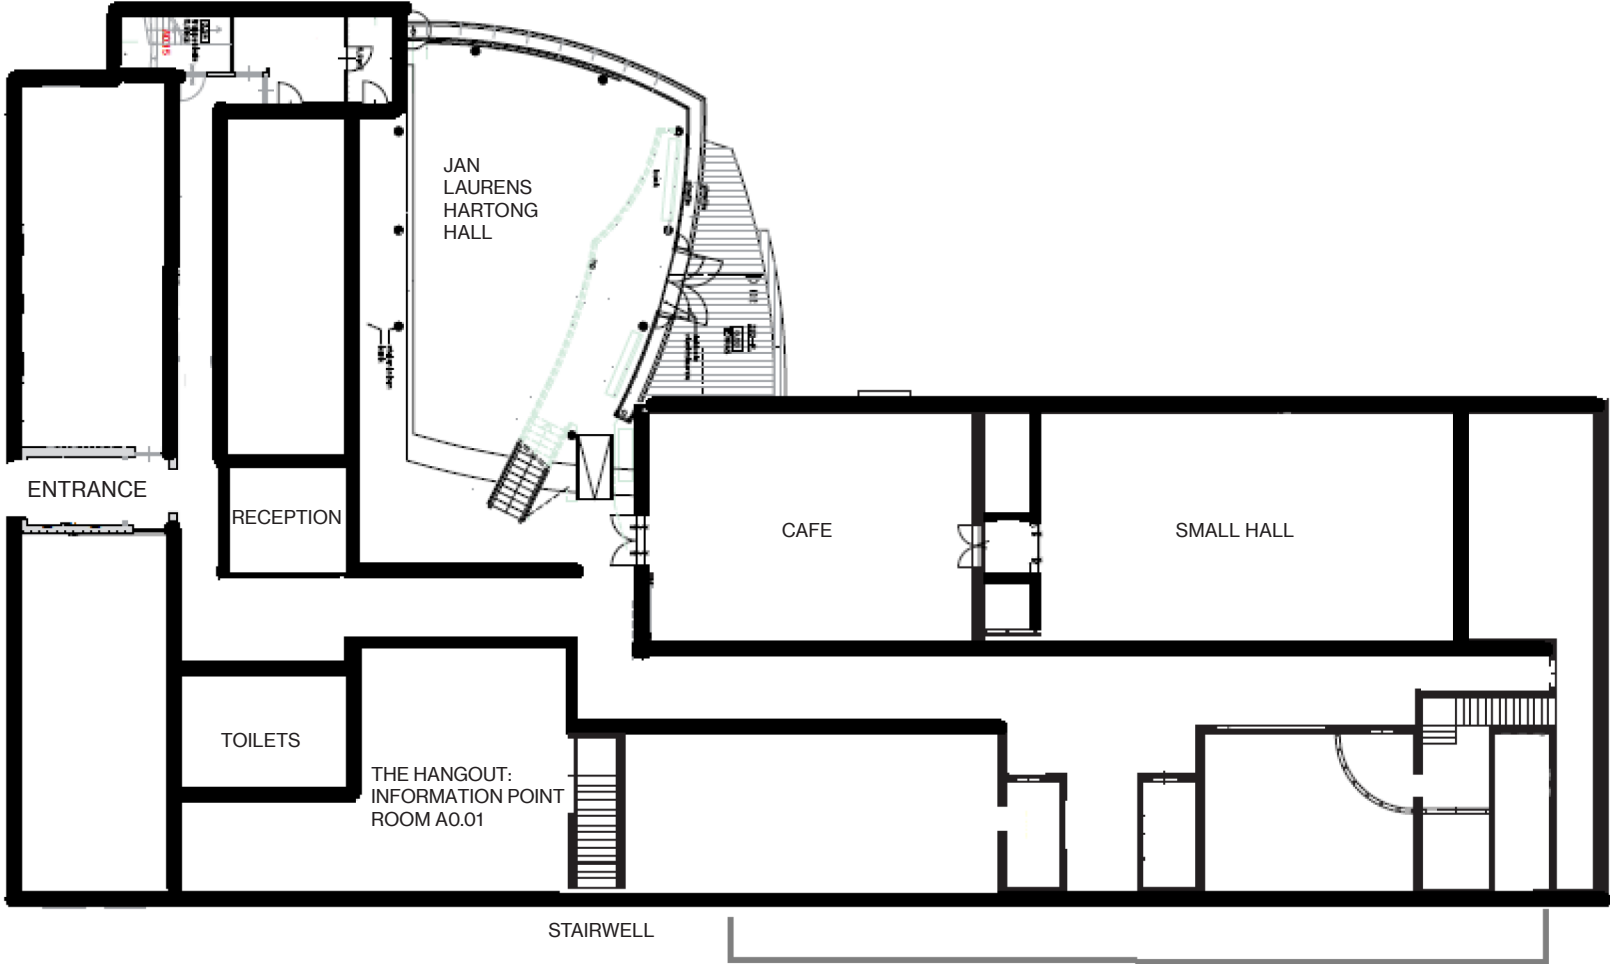 JAN
LAURENS
HARTONG
HALL
ENTRANCE
RECEPTION
CAFE
SMALL HALL
TOILETS
THE HANGOUT:
INFORMATION POINT
ROOM A0.01
STAIRWELL